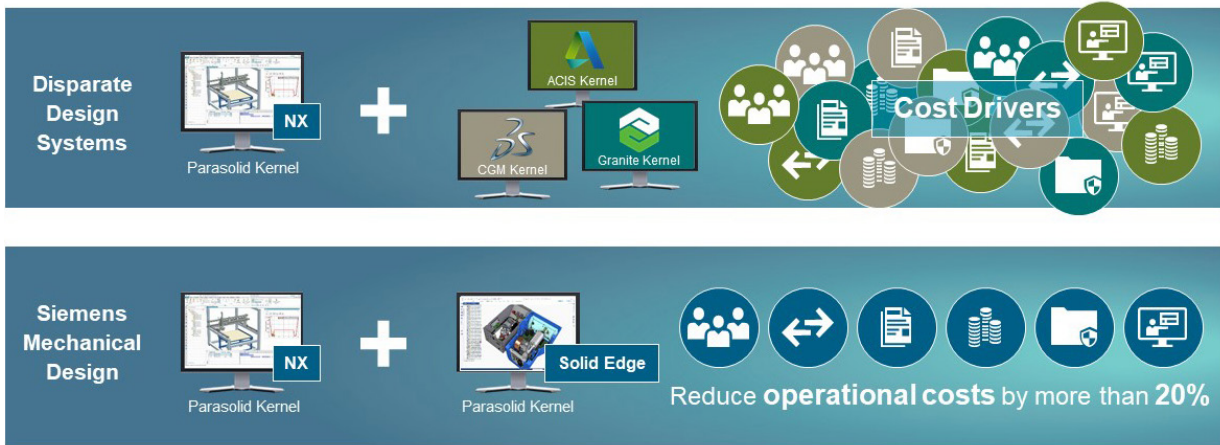 Disparate
Design
Systems
NX
Parasolid Kernel
ACIS Kernel
CGM Kernel
Granite Kernel
Cost Drivers
Siemens
Mechanical
Design
NX
Parasolid Kernel
Solid Edge
Parasolid Kernel
Reduce operational costs by more than 20%